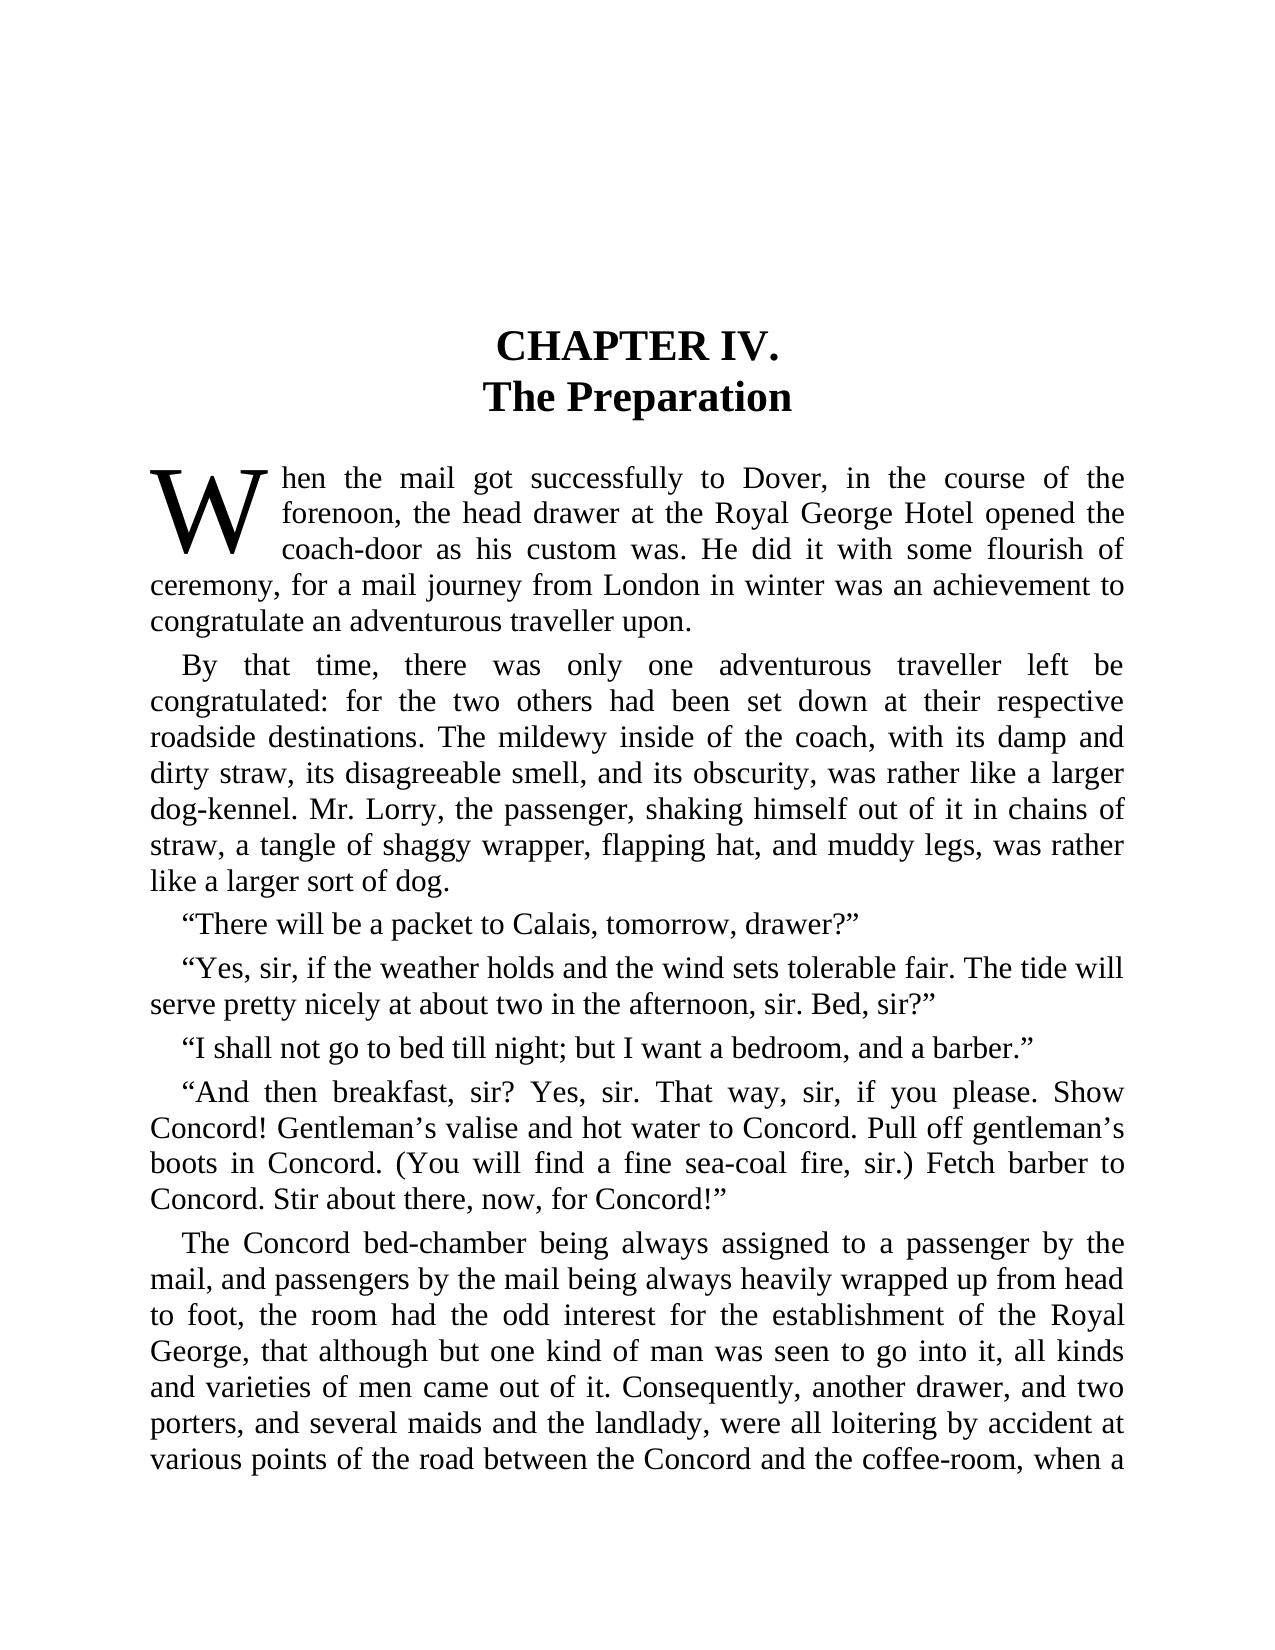 CHAPTER IV.
The Preparation
When the mail got successfully to Dover, in the course of the
forenoon, the head drawer at the Royal George Hotel opened the
coach-door as his custom was. He did it with some flourish of
ceremony, for a mail journey from London in winter was an achievement to
congratulate an adventurous traveller upon.
By that time, there was only one adventurous traveller left be
congratulated: for the two others had been set down at their respective
roadside destinations. The mildewy inside of the coach, with its damp and
dirty straw, its disagreeable smell, and its obscurity, was rather like a larger
dog-kennel. Mr. Lorry, the passenger, shaking himself out of it in chains of
straw, a tangle of shaggy wrapper, flapping hat, and muddy legs, was rather
like a larger sort of dog.
“There will be a packet to Calais, tomorrow, drawer?”
“Yes, sir, if the weather holds and the wind sets tolerable fair. The tide will
serve pretty nicely at about two in the afternoon, sir. Bed, sir?”
“I shall not go to bed till night; but I want a bedroom, and a barber.”
“And then breakfast, sir? Yes, sir. That way, sir, if you please. Show
Concord! Gentleman’s valise and hot water to Concord. Pull off gentleman’s
boots in Concord. (You will find a fine sea-coal fire, sir.) Fetch barber to
Concord. Stir about there, now, for Concord!”
The Concord bed-chamber being always assigned to a passenger by the
mail, and passengers by the mail being always heavily wrapped up from head
to foot, the room had the odd interest for the establishment of the Royal
George, that although but one kind of man was seen to go into it, all kinds
and varieties of men came out of it. Consequently, another drawer, and two
porters, and several maids and the landlady, were all loitering by accident at
various points of the road between the Concord and the coffee-room, when a